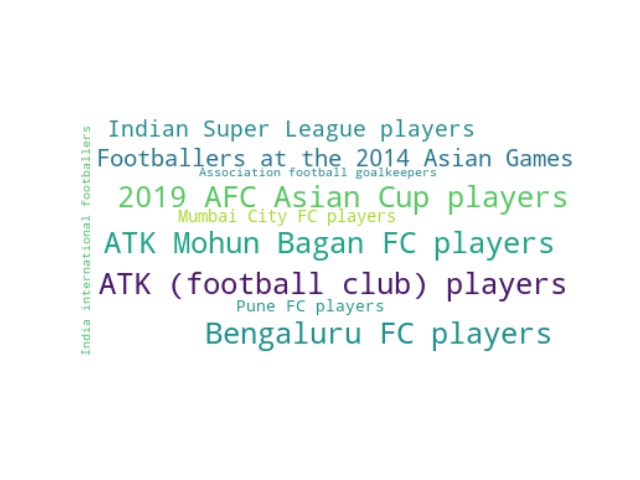 Indian Super League players
Footballers at the 2014 Asian Games
Association football goalkeepers
2019 AFC Asian Cup players
Mumbai City FC players
ATK Mohun Bagan FC players
ATK (football club) players
Pune FC players
Bengaluru FC players
India international footballers